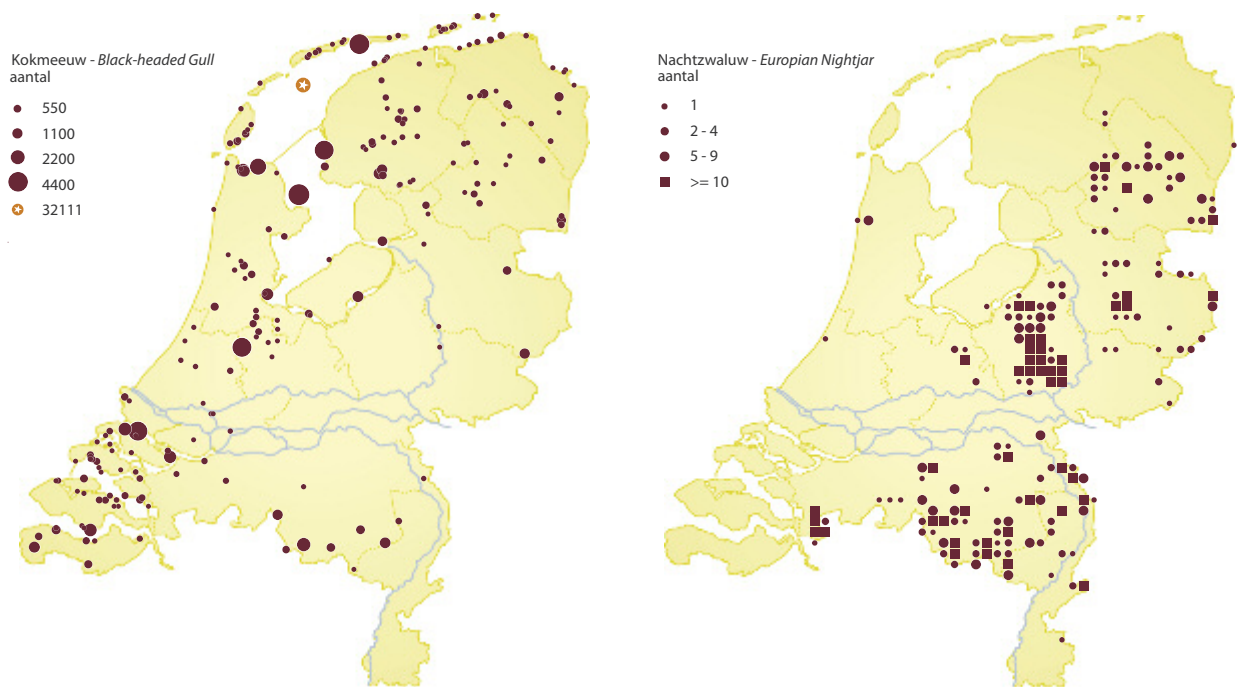 Kokmeeuw - Black-headed Gull
aantal
550
1100
2200
4400
32111
Nachtzwaluw - Europian Nightjar
aantal
1
2 - 4
5 - 9
>= 10